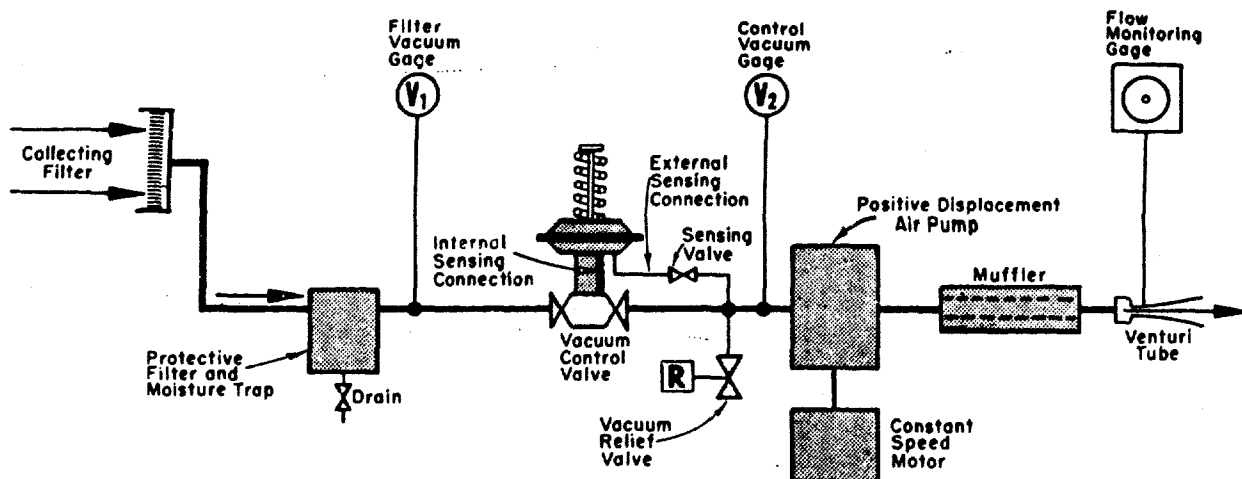 Filter
Vacuum
Gage
V1
Control
Vacuum
Gage
V2
Flow
Monitoring
Gage
Collecting
Filter
External
Sensing
Connection
Sensing
Valve
Internal
Sensing
Connection
Positive Displacement
Air Pump
Muffler
Protective
Filter and
Moisture Trap
Drain
Vacuum
Control
Valve
R
Vacuum
Relief
Valve
Constant
Speed
Motor
Venturi
Tube